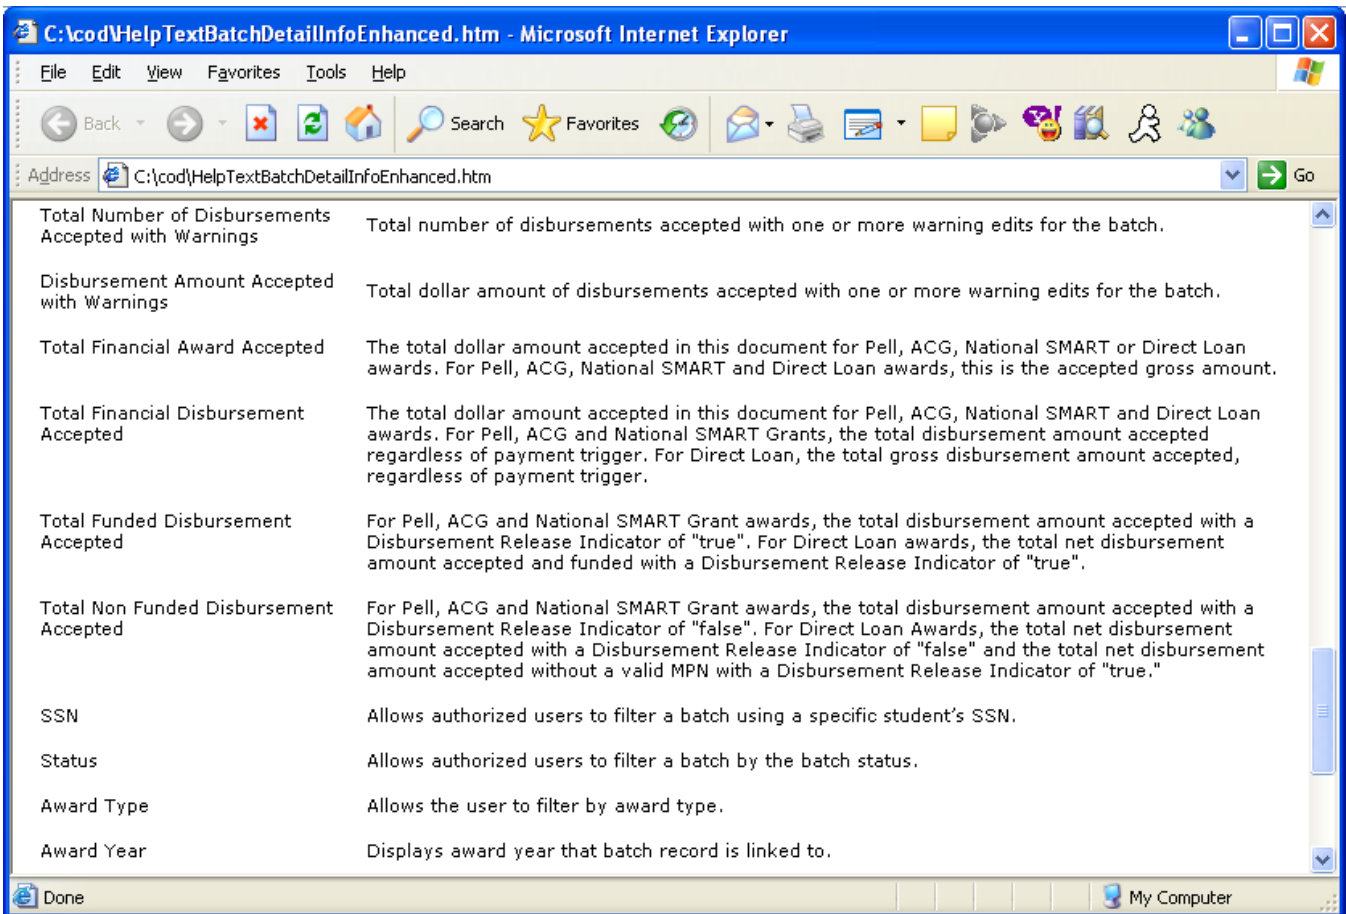 C:\cod\HelpTextBatchDetailInfoEnhanced.htm - Microsoft Internet Explorer
File Edit View Favorites Tools Help
Back Search Favorites
Address C:\cod\HelpTextBatchDetailInfoEnhanced.htm Go
Total Number of Disbursements
Accepted with Warnings
Total number of disbursements accepted with one or more warning edits for the batch.
Disbursement Amount Accepted
with Warnings
Total dollar amount of disbursements accepted with one or more warning edits for the batch.
Total Financial Award Accepted
The total dollar amount accepted in this document for Pell, ACG, National SMART or Direct Loan
awards. For Pell, ACG, National SMART and Direct Loan awards, this is the accepted gross amount.
Total Financial Disbursement
Accepted
The total dollar amount accepted in this document for Pell, ACG, National SMART and Direct Loan
awards. For Pell, ACG and National SMART Grants, the total disbursement amount accepted
regardless of payment trigger. For Direct Loan, the total gross disbursement amount accepted,
regardless of payment trigger.
Total Funded Disbursement
Accepted
For Pell, ACG and National SMART Grant awards, the total disbursement amount accepted with a
Disbursement Release Indicator of "true". For Direct Loan awards, the total net disbursement
amount accepted and funded with a Disbursement Release Indicator of "true".
Total Non Funded Disbursement
Accepted
For Pell, ACG and National SMART Grant awards, the total disbursement amount accepted with a
Disbursement Release Indicator of "false". For Direct Loan Awards, the total net disbursement
amount accepted with a Disbursement Release Indicator of "false" and the total net disbursement
amount accepted without a valid MPN with a Disbursement Release Indicator of "true."
SSN
Allows authorized users to filter a batch using a specific student’s SSN.
Status
Allows authorized users to filter a batch by the batch status.
Award Type
Allows the user to filter by award type.
Award Year
Displays award year that batch record is linked to.
Done My Computer